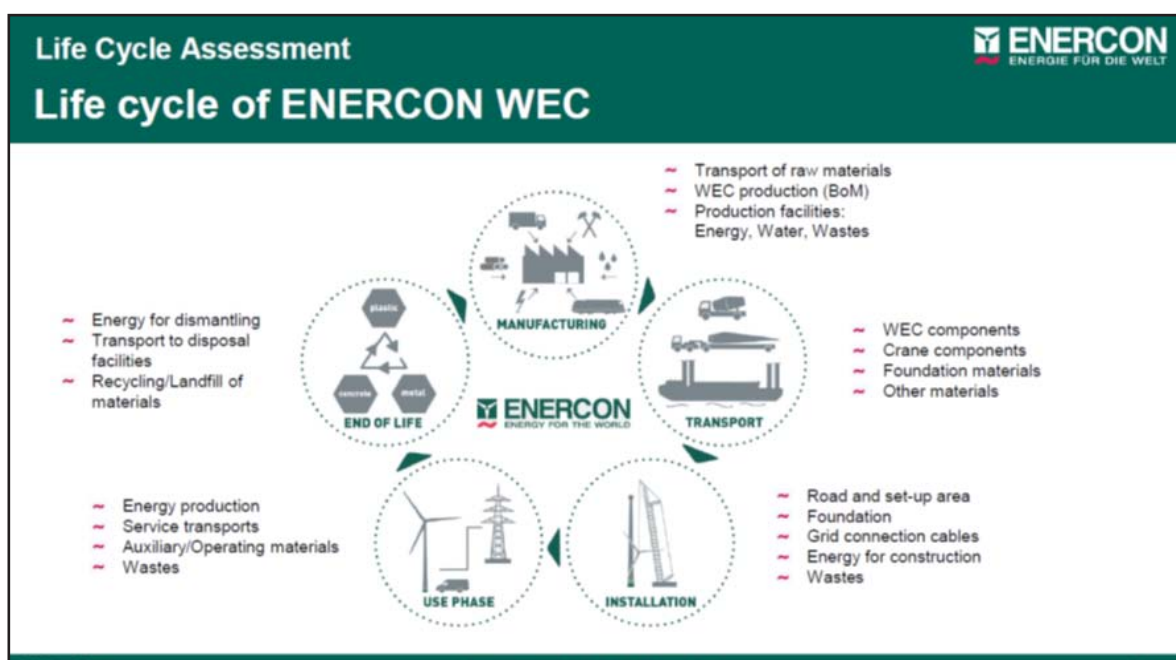 Life Cycle Assessment
ENERCON
ENERGIE FÜR DIE WELT
Life cycle of ENERCON WEC
~ Transport of raw materials
~ WEC production (BoM)
~ Production facilities:
Energy, Water, Wastes
MANUFACTURING
~ Energy for dismantling
~ Transport to disposal
facilities
~ Recycling/Landfill of
materials
plastic
concrete
metal
END OF LIFE
ENERCON
ENERGY FOR THE WORLD
TRANSPORT
~ WEC components
~ Crane components
~ Foundation materials
~ Other materials
~ Energy production
~ Service transports
~ Auxiliary/Operating materials
~ Wastes
USE PHASE
INSTALLATION
~ Road and set-up area
~ Foundation
~ Grid connection cables
~ Energy for construction
~ Wastes